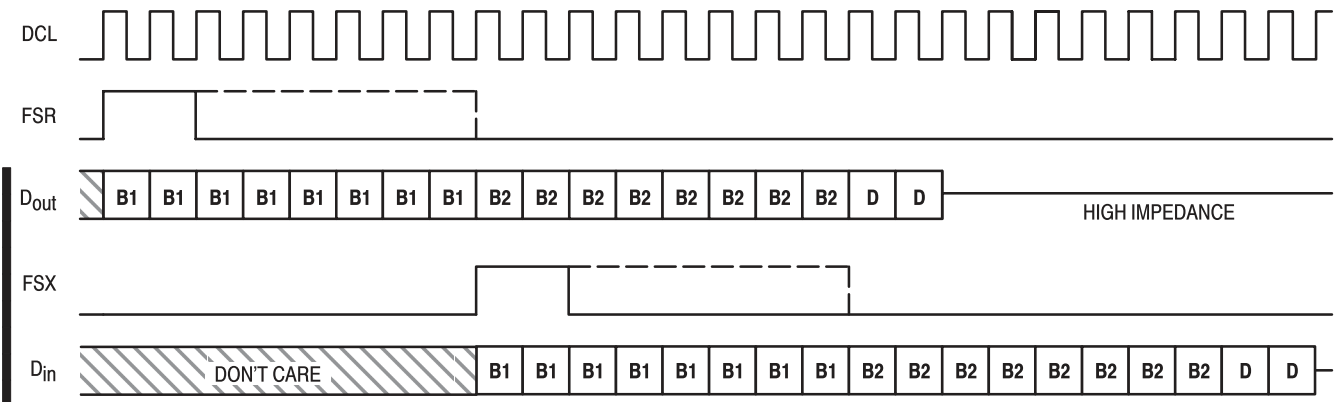 DCL
FSR
Dout B1 B1 B1 B1 B1 B1 B1 B1 B2 B2 B2 B2 B2 B2 B2 B2 D D
HIGH IMPEDANCE
FSX
Din DON'T CARE B1 B1 B1 B1 B1 B1 B1 B1 B2 B2 B2 B2 B2 B2 B2 B2 D D